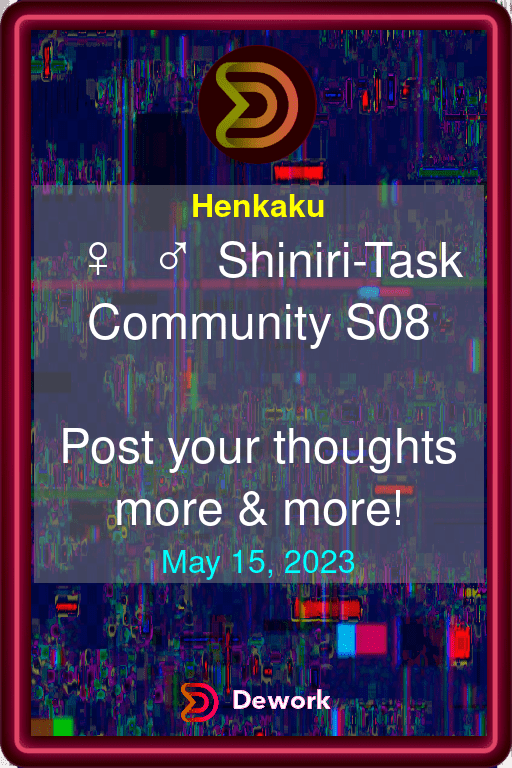 Henkaku
♀ ♂ Shiniri-Task
Community S08
Post your thoughts
more & more!
May 15, 2023
Dework